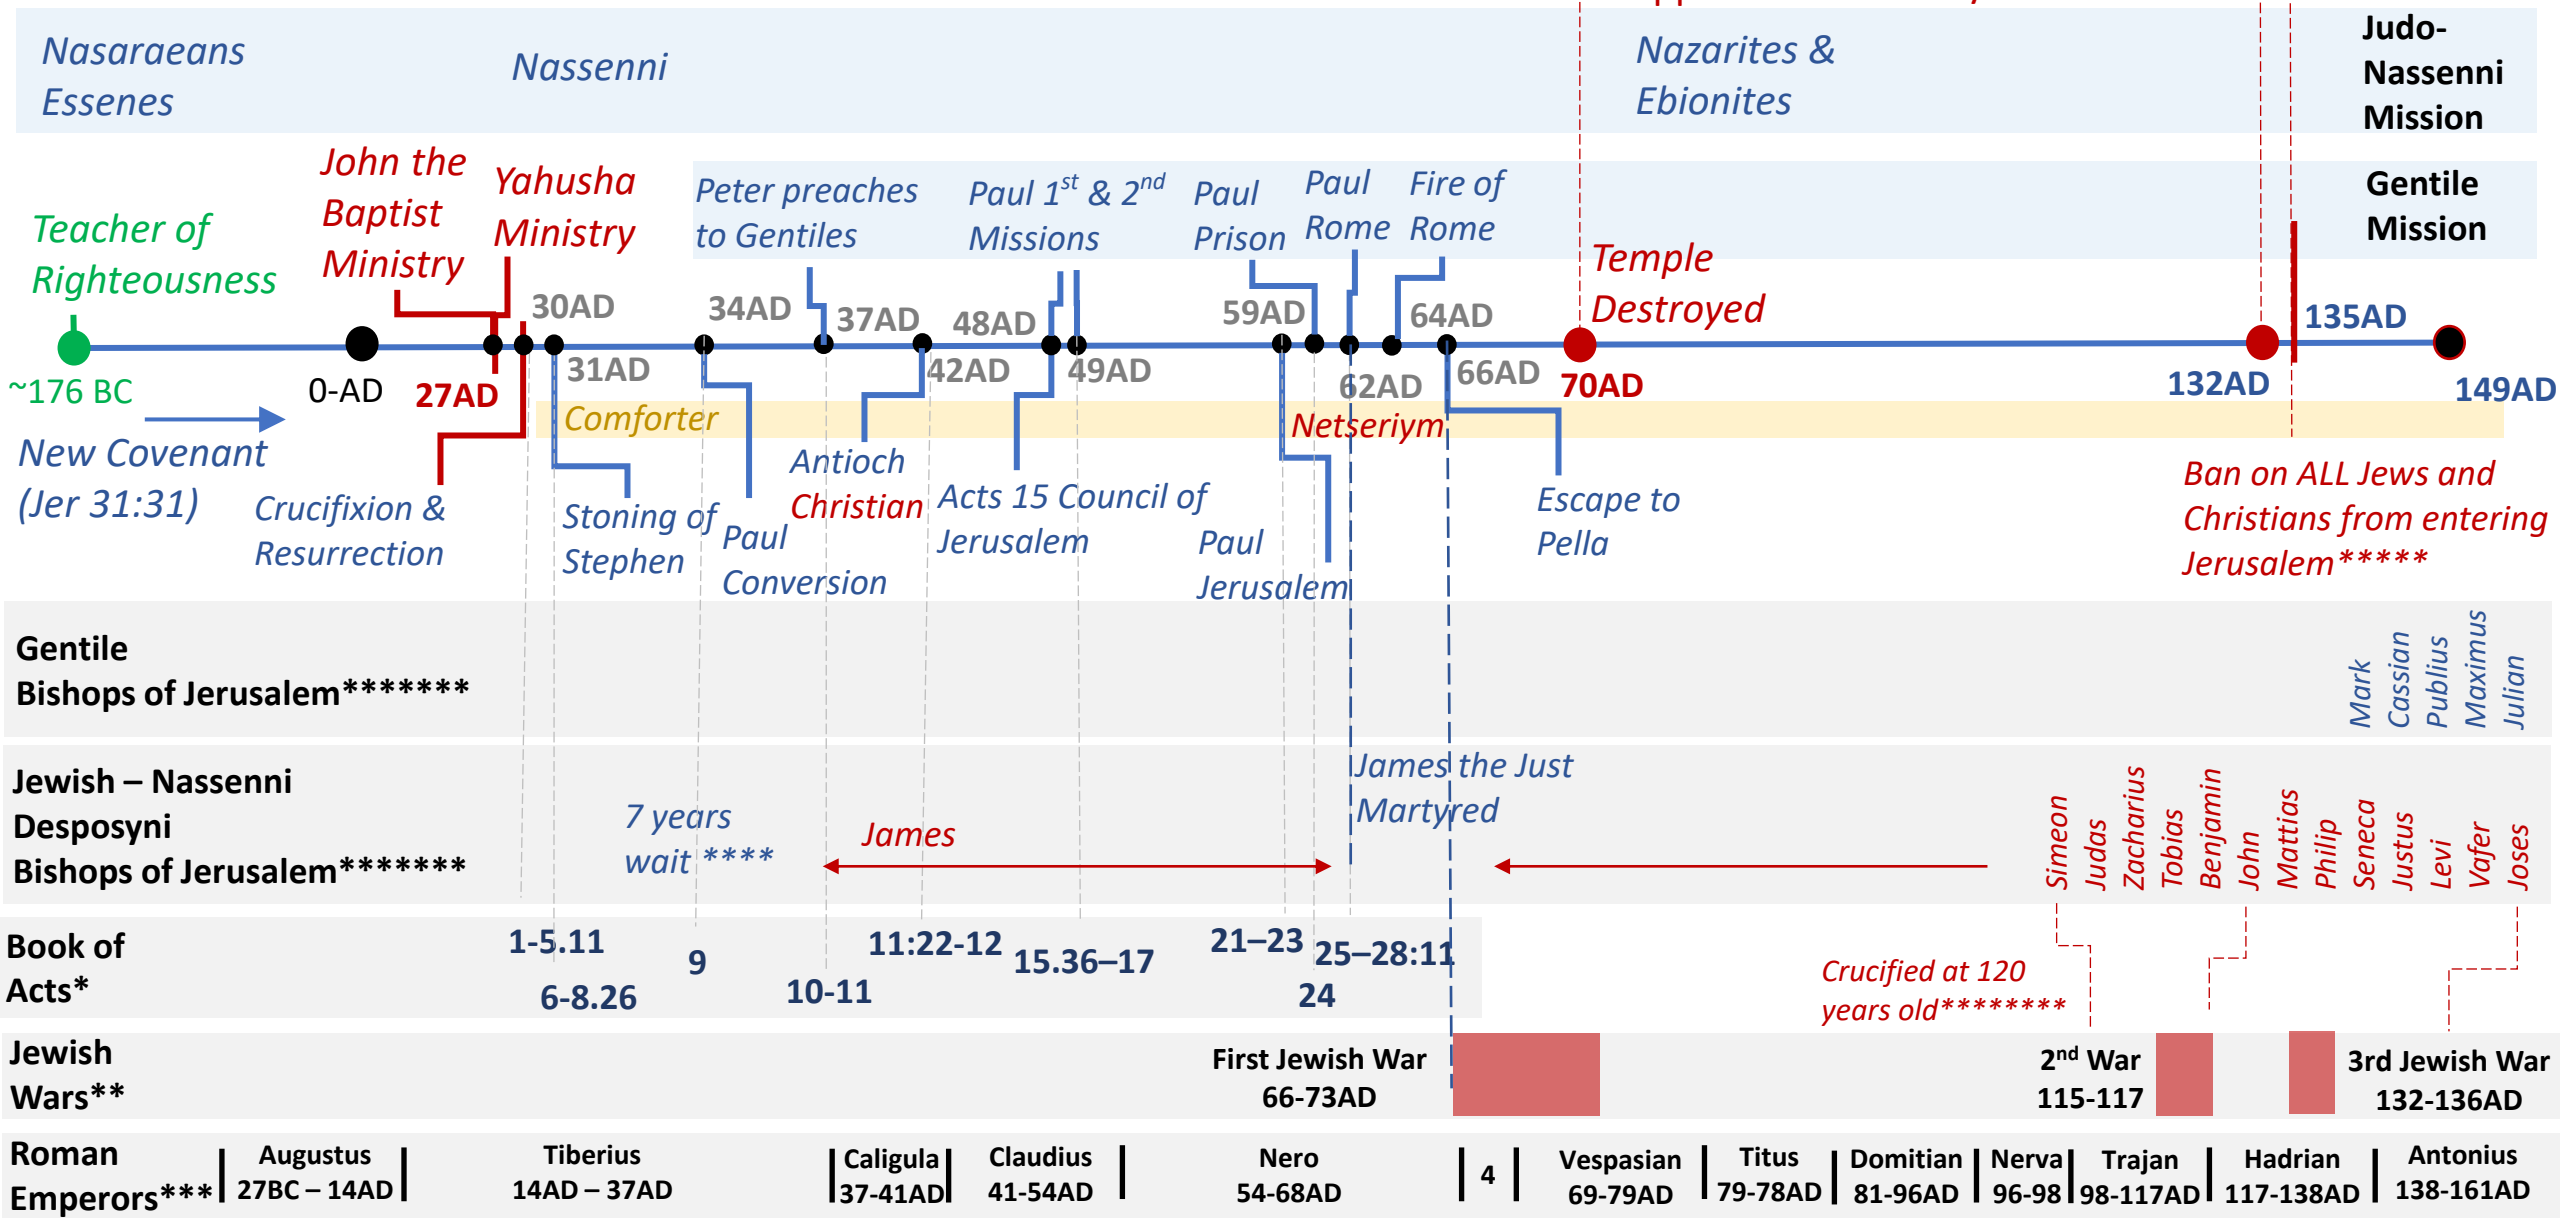 Nasaraeans
Essenes
Nassenni
Nazarites &
Ebionites
Judo-
Nassenni
Mission
John the
Baptist
Ministry
Yahusha
Ministry
Peter preaches
to Gentiles
Paul 1st & 2nd
Missions
Paul
Prison
Paul
Rome
Fire of
Rome
Gentile
Mission
Teacher of
Righteousness
Temple
Destroyed
30AD
34AD
37AD
48AD
59AD
64AD
135AD
~176 BC
0-AD
27AD
31AD
42AD
49AD
62AD
66AD
70AD
132AD
149AD
Comforter
Netseriym
New Covenant
(Jer 31:31)
Crucifixion &
Resurrection
Stoning of
Stephen
Paul
Conversion
Antioch
Christian
Acts 15 Council of
Jerusalem
Paul
Jerusalem
Escape to
Pella
Ban on ALL Jews and
Christians from entering
Jerusalem*****
Gentile
Bishops of Jerusalem*******
Mark
Cassian
Publius
Maximus
Julian
Jewish – Nassenni
Desposyni
Bishops of Jerusalem*******
7 years
wait ****
James
James the Just
Martyred
Simeon
Judas
Zacharius
Tobias
Benjamin
John
Mattias
Philip
Seneca
Justus
Levi
Vafer
Joses
Book of
Acts*
1-5.11
6-8.26
9
10-11
11:22-12
15.36–17
21–23
24
25–28:11
Crucified at 120
years old********
Jewish
Wars**
First Jewish War
66-73AD
2nd War
115-117
3rd Jewish War
132-136AD
Roman
Emperors***
Augustus
27BC – 14AD
Tiberius
14AD – 37AD
Caligula
37-41AD
Claudius
41-54AD
Nero
54-68AD
4
Vespasian
69-79AD
Titus
79-78AD
Domitian
81-96AD
Nerva
96-98
Trajan
98-117AD
Hadrian
117-138AD
Antonius
138-161AD